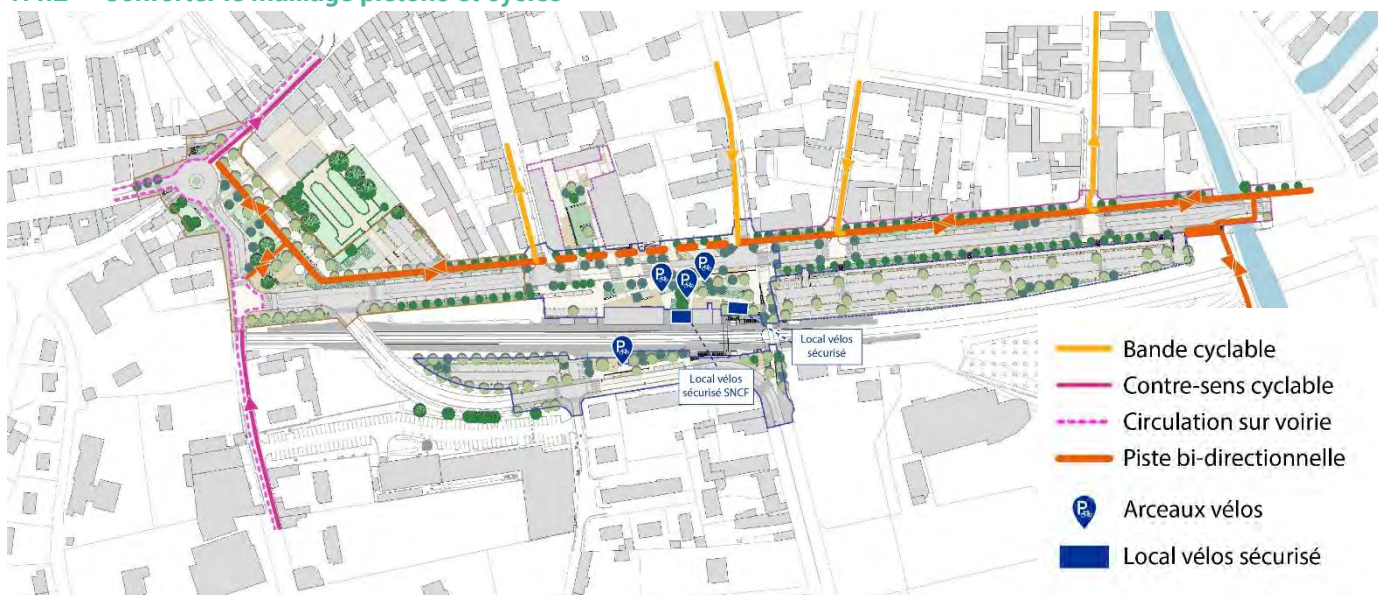 Local vélos
sécurisé
Local vélos
sécurisé SNCF
Bande cyclable
Contre-sens cyclable
Circulation sur voirie
Piste bi-directionnelle
Arceaux vélos
Local vélos sécurisé